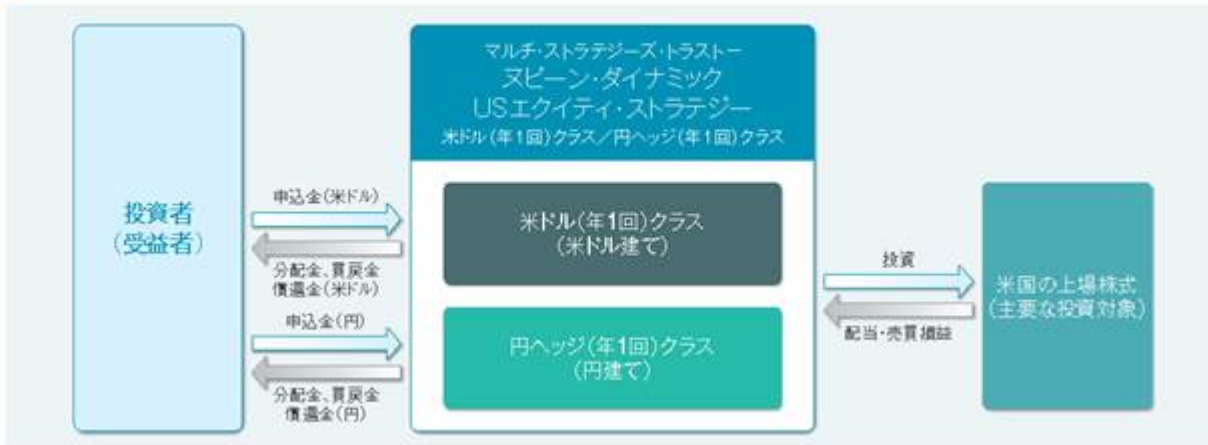 マルチ・ストラテジーズ・トラストー
ヌビーン・ダイナミック
USエクイティ・ストラテジー
米ドル(年1回)クラス／円ヘッジ(年1回)クラス
投資者
(受益者)
申込金(米ドル)
分配金、買戻金
償還金(米ドル)
申込金(円)
分配金、買戻金
償還金(円)
米ドル(年1回)クラス
(米ドル建て)
円ヘッジ(年1回)クラス
(円建て)
投資
配当・売買損益
米国の上場株式
(主要な投資対象)